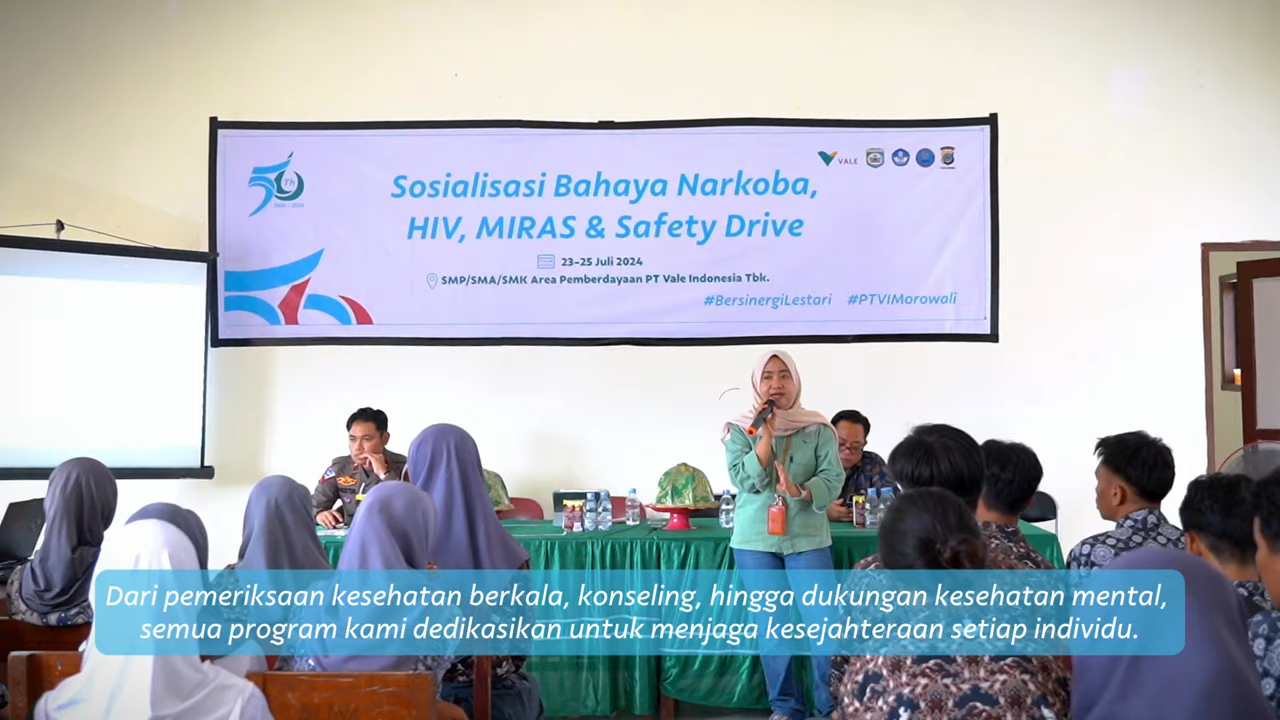 Th
VALE
Sosialisasi Bahaya Narkoba,
HIV, MIRAS & Safety Drive
23-25 Juli 2024
SMP/SMA/SMK Area Pemberdayaan PT Vale Indonesia Tbk.
#BersinergiLestari #PTVIMorowali
Dari pemeriksaan kesehatan berkala, konseling, hingga dukungan kesehatan mental,
semua program kami dedikasikan untuk menjaga kesejahteraan setiap individu.